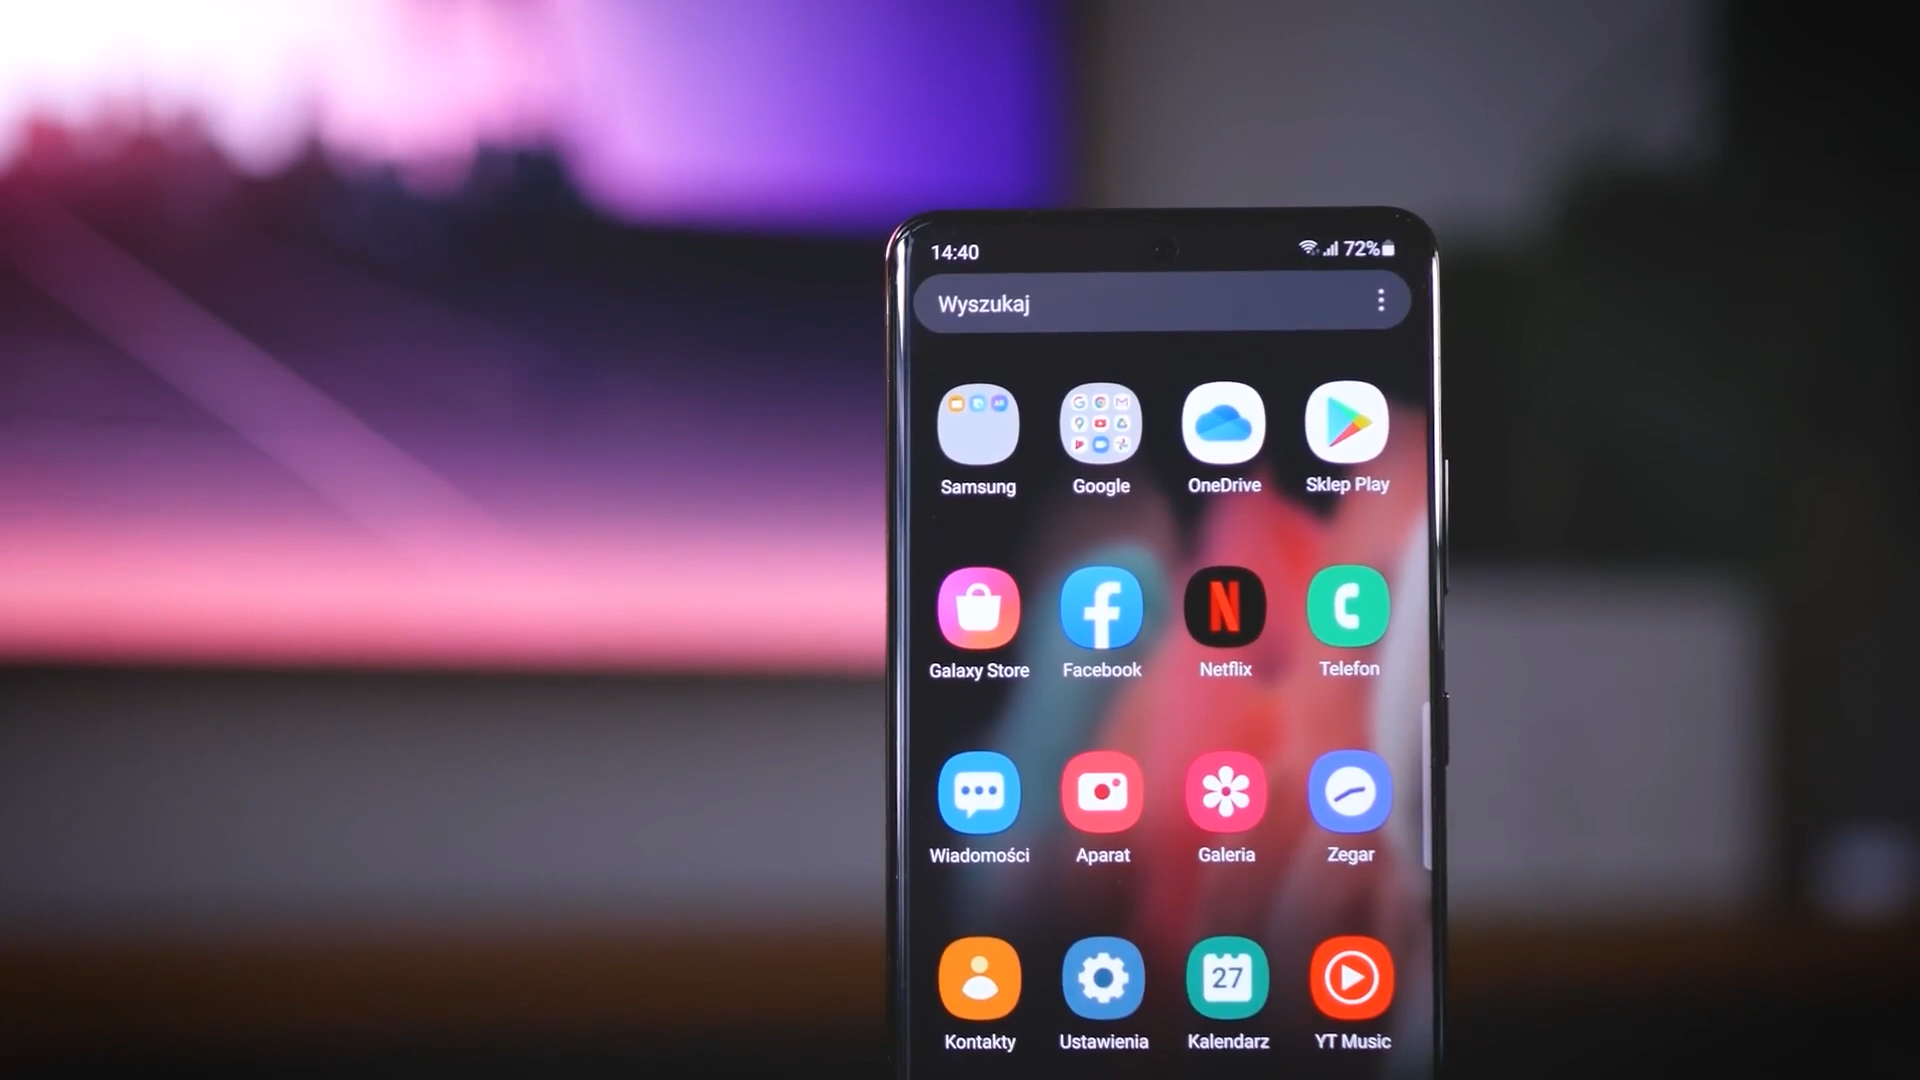 14:40 72%
Wyszukaj
Samsung Google OneDrive Sklep Play
Galaxy Store Facebook Netflix Telefon
Wiadomości Aparat Galeria Zegar
27
Kontakty Ustawienia Kalendarz YT Music